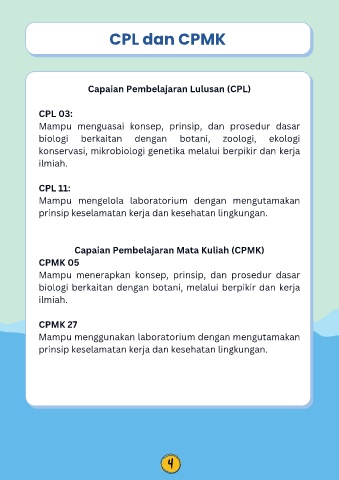 CPL dan CPMK
Capaian Pembelajaran Lulusan (CPL)
CPL 03:
Mampu menguasai konsep, prinsip, dan prosedur dasar
biologi berkaitan dengan botani, zoologi, ekologi
konservasi, mikrobiologi genetika melalui berpikir dan kerja
ilmiah.
CPL 11:
Mampu mengelola laboratorium dengan mengutamakan
prinsip keselamatan kerja dan kesehatan lingkungan.
Capaian Pembelajaran Mata Kuliah (CPMK)
CPMK 05
Mampu menerapkan konsep, prinsip, dan prosedur dasar
biologi berkaitan dengan botani, melalui berpikir dan kerja
ilmiah.
CPMK 27
Mampu menggunakan laboratorium dengan mengutamakan
prinsip keselamatan kerja dan kesehatan lingkungan.
4